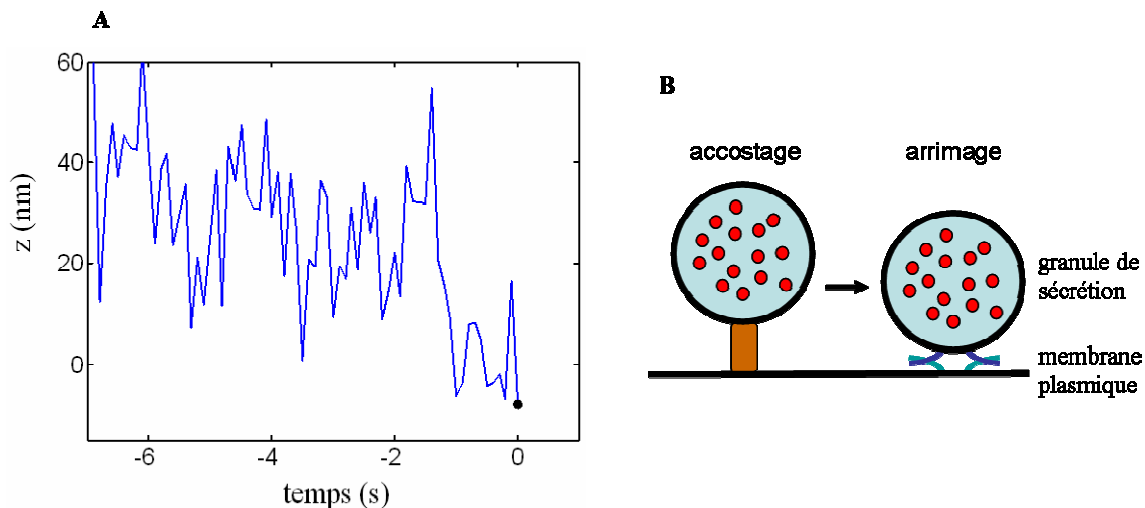 A
60
40
20
0
z (nm)
-6
-4
-2
0
temps (s)
B
accostage
arrimage
granule de
sécrétion
membrane
plasmique